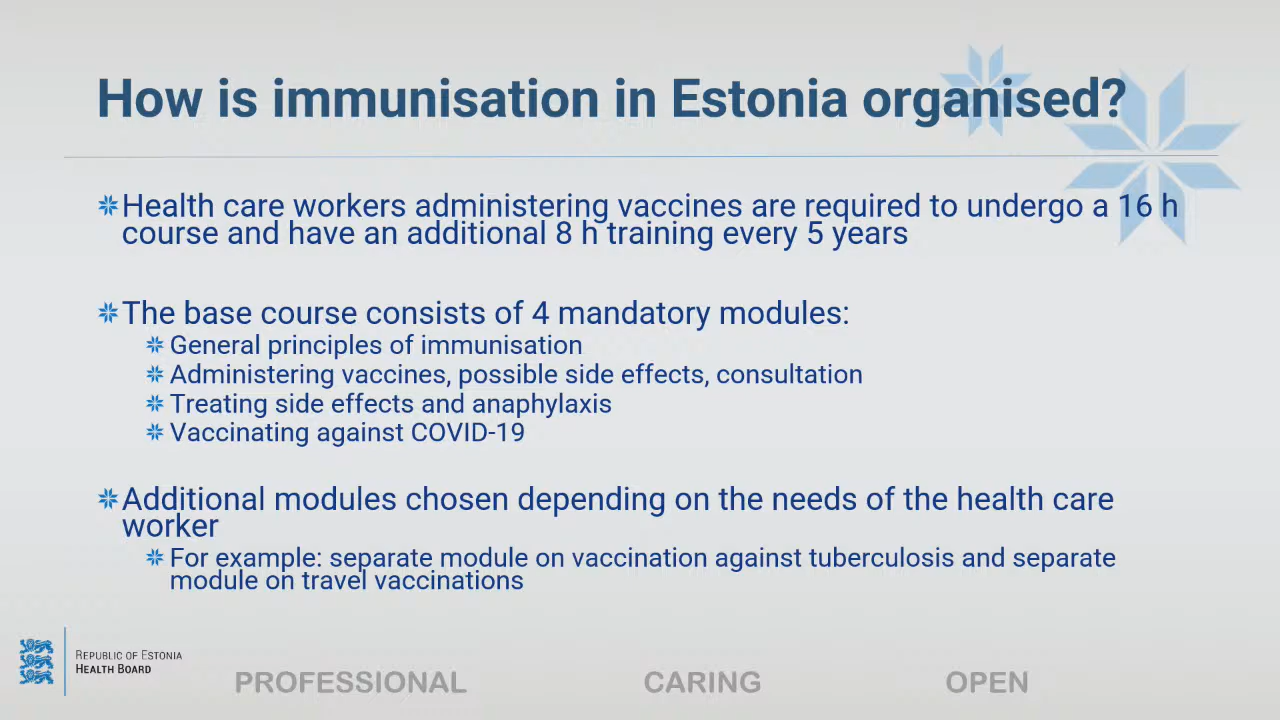 How is immunisation in Estonia organised?
Health care workers administering vaccines are required to undergo a 16 h
course and have an additional 8 h training every 5 years
The base course consists of 4 mandatory modules:
General principles of immunisation
Administering vaccines, possible side effects, consultation
Treating side effects and anaphylaxis
Vaccinating against COVID-19
Additional modules chosen depending on the needs of the health care
worker
For example: separate module on vaccination against tuberculosis and separate
module on travel vaccinations
REPUBLIC OF ESTONIA
HEALTH BOARD
PROFESSIONAL CARING OPEN